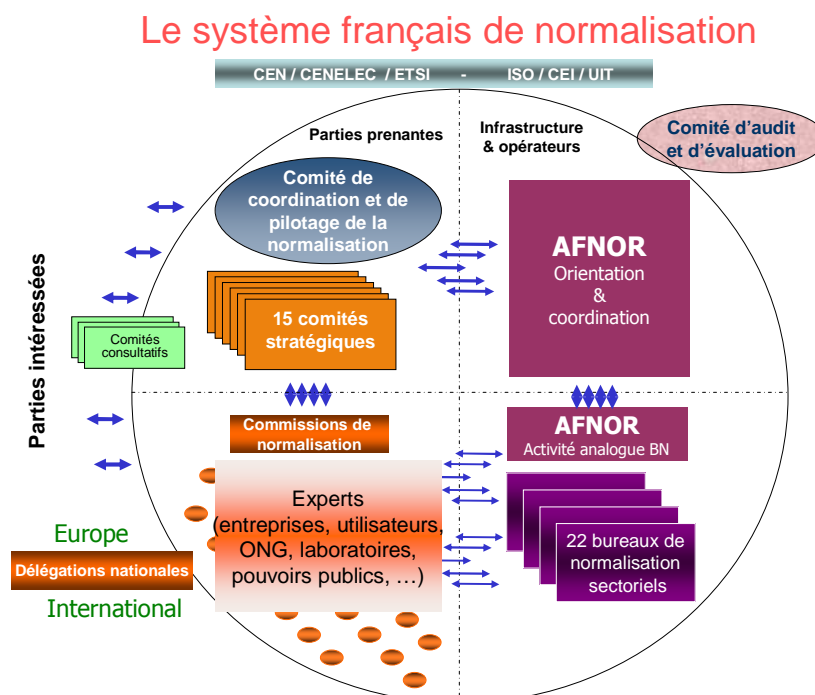 Le système français de normalisation
CEN / CENELEC / ETSI - ISO / CEI / UIT
Parties prenantes
Infrastructure
& opérateurs
Comité d'audit
et d'évaluation
Comité de
coordination et de
pilotage de la
normalisation
AFNOR
Orientation
&
coordination
15 comités
stratégiques
Comités
consultatifs
Parties intéressées
Commissions de
normalisation
AFNOR
Activité analogue BN
Experts
(entreprises, utilisateurs,
ONG, laboratoires,
pouvoirs publics, …)
22 bureaux de
normalisation
sectoriels
Europe
Délégations nationales
International